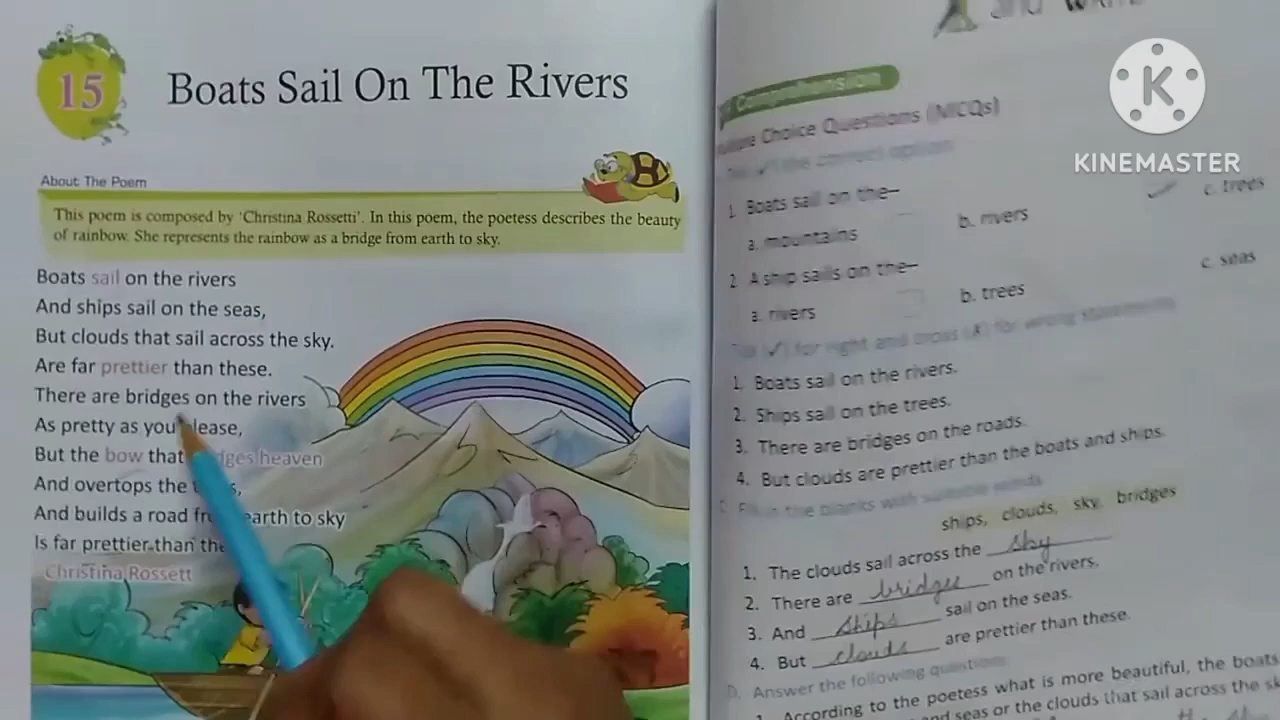 15
Boats Sail On The Rivers
About The Poem
This poem is composed by 'Christina Rossetti'. In this poem, the poetess describes the beauty
of rainbow. She represents the rainbow as a bridge from earth to sky.
Boats sail on the rivers
And ships sail on the seas,
But clouds that sail across the sky.
Are far prettier than these.
There are bridges on the rivers
As pretty as you
But the bow that heaven
And overtops the
And builds a road earth to sky
Is far prettier than
Christina Rossett
and
Comprehension
Multiple Choice Questions (MCQs)
the correct option
1. Boats sail on the–
a. mountains b. rivers ✓ c. trees
2. A ship sails on the–
a. rivers b. trees c. seas
(✓) for right and cross (✗) for wrong statements
1. Boats sail on the rivers.
2. Ships sail on the trees.
3. There are bridges on the roads.
4. But clouds are prettier than the boats and ships.
Fill in the blanks with suitable words
ships, clouds, sky, bridges
1. The clouds sail across the sky
2. There are bridge on the rivers.
3. And ships sail on the seas.
4. But clouds are prettier than these.
D. Answer the following questions
1. According to the poetess what is more beautiful, the boats
and seas or the clouds that sail across the
K
KINEMASTER